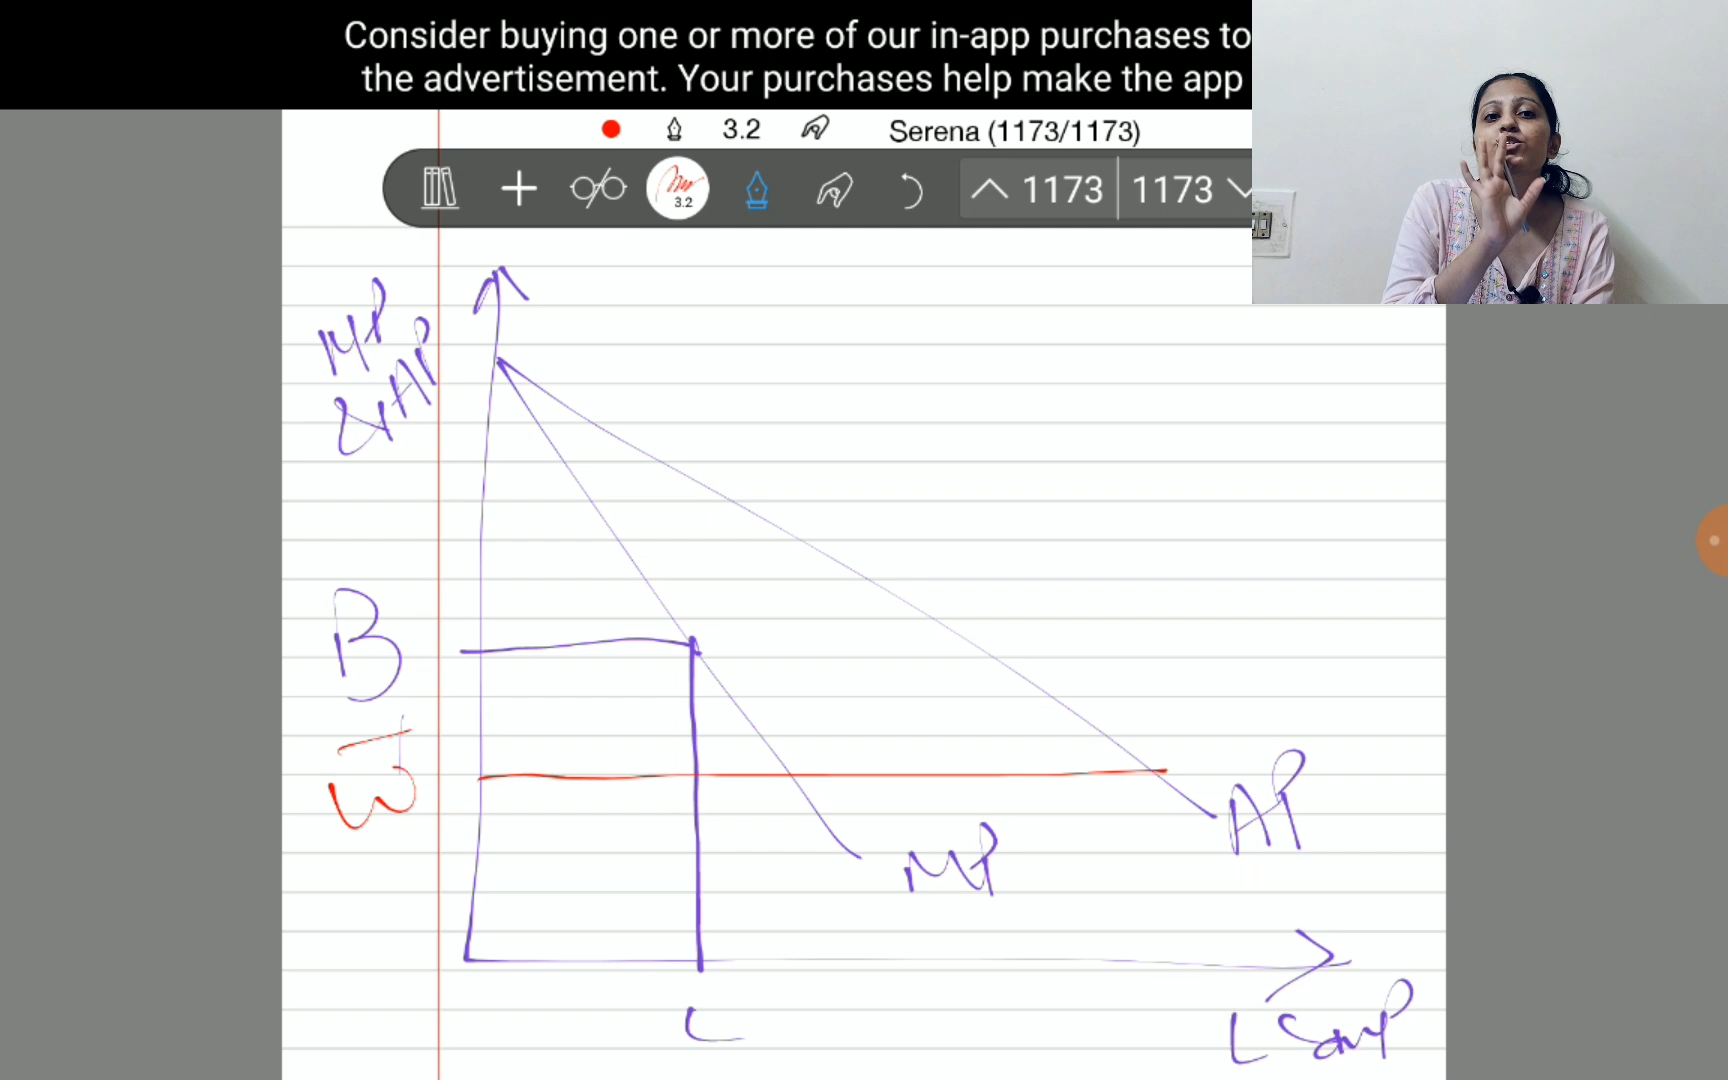 Consider buying one or more of our in-app purchases to
the advertisement. Your purchases help make the app
3.2 Serena (1173/1173)
3.2 1173 1173
MP
& AP
B
W
AP
MP
L
L